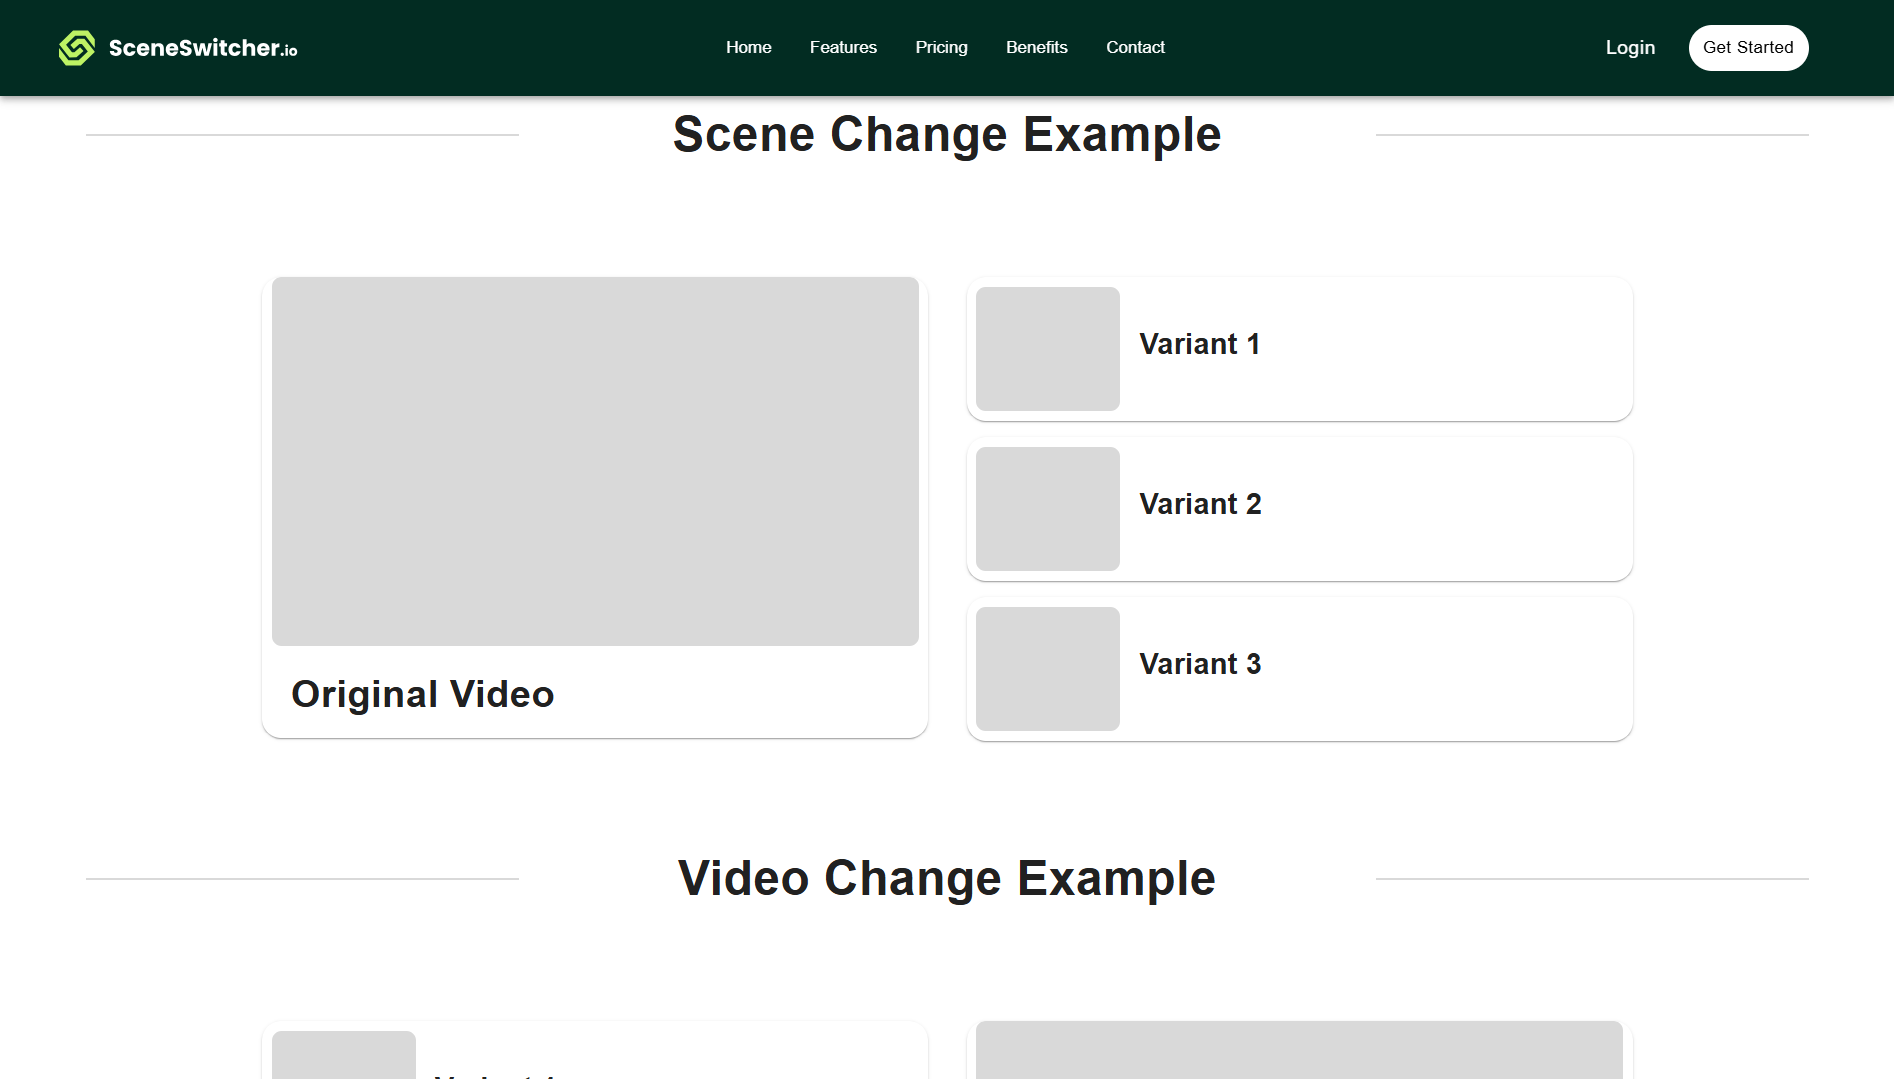 SceneSwitcher.io
Home Features Pricing Benefits Contact
Login Get Started
Scene Change Example
Variant 1
Variant 2
Variant 3
Original Video
Video Change Example